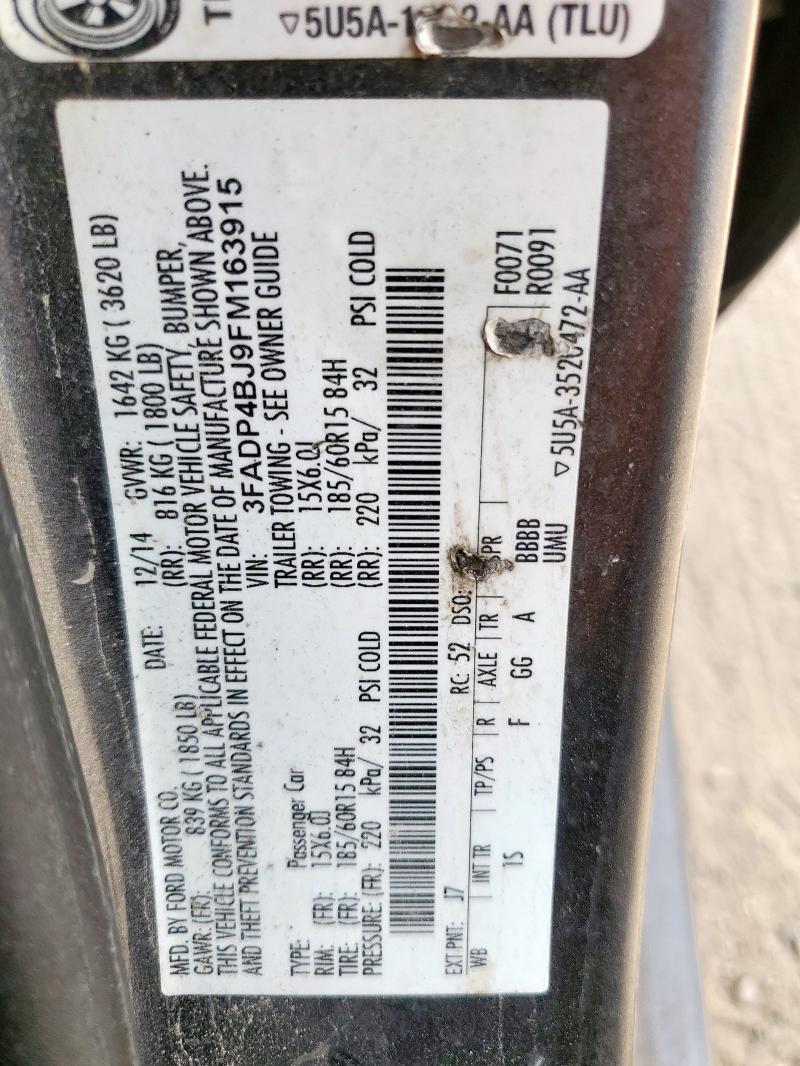 ▽5U5A-1 2-AA (TLU)
MFD. BY FORD MOTOR CO.
DATE: 12/14 GVWR: 1642 KG ( 3620 LB)
GAWR: (FR): 839 KG ( 1850 LB) (RR): 816 KG ( 1800 LB)
THIS VEHICLE CONFORMS TO ALL APPLICABLE FEDERAL MOTOR VEHICLE SAFETY, BUMPER,
AND THEFT PREVENTION STANDARDS IN EFFECT ON THE DATE OF MANUFACTURE SHOWN ABOVE.
VIN: 3FADP4BJ9FM163915
TYPE: Passenger Car TRAILER TOWING - SEE OWNER GUIDE
RIM: (FR): 15X6.0J (RR): 15X6.0J
TIRE: (FR): 185/60R15 84H (RR): 185/60R15 84H
PRESSURE: (FR): 220 kPa/ 32 PSI COLD (RR): 220 kPa/ 32 PSI COLD
EXT PNT: J7 RC: 52 DSO:
WB INT TR TP/PS R AXLE TR SPR F0071
1S F GG A BBBB R0091
UMU
▽5U5A-3520472-AA